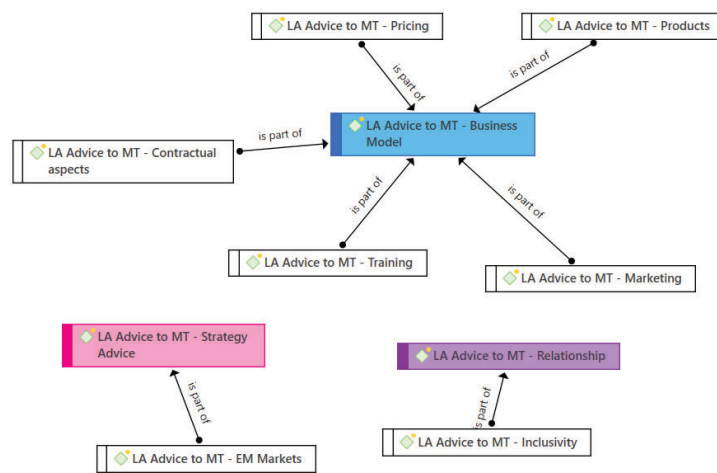 LA Advice to MT - Pricing
LA Advice to MT - Products
is part of
is part of
LA Advice to MT - Business
Model
is part of
LA Advice to MT - Contractual
aspects
is part of
is part of
LA Advice to MT - Training
LA Advice to MT - Marketing
LA Advice to MT - Strategy
Advice
LA Advice to MT - Relationship
is part of
is part of
LA Advice to MT - EM Markets
LA Advice to MT - Inclusivity